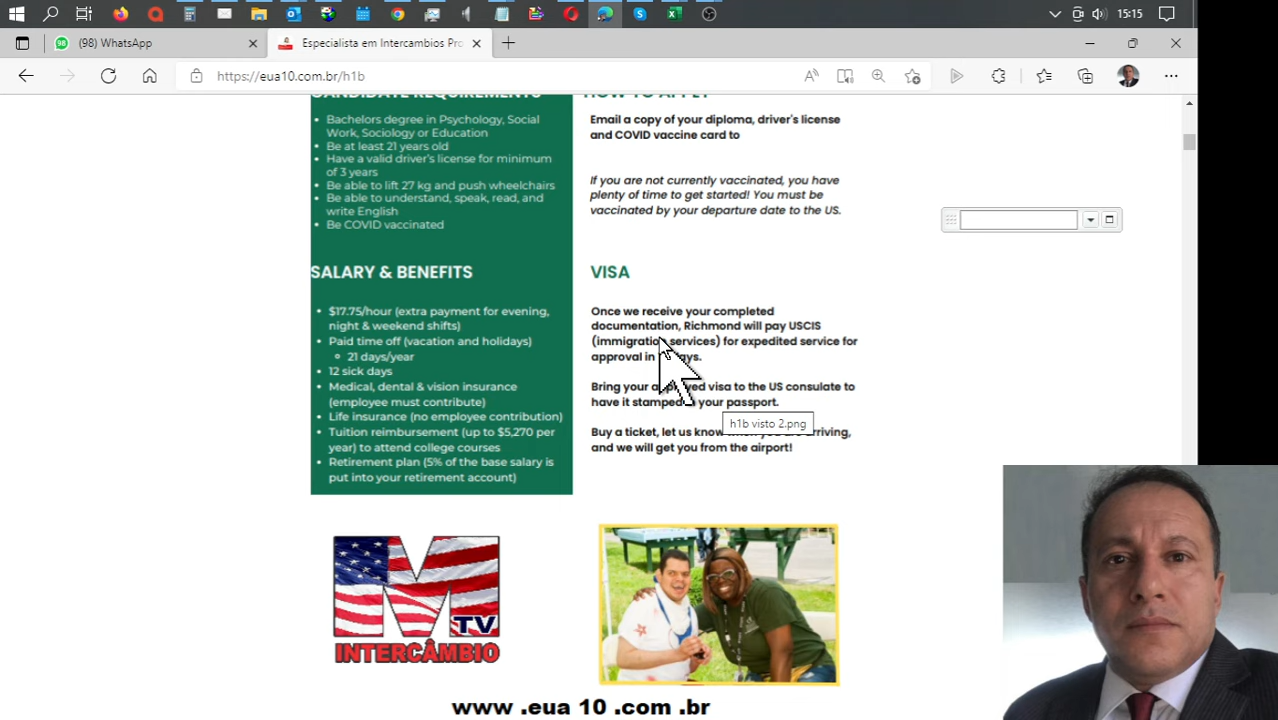 15:15
(98) WhatsApp
Especialista em Intercambios Pro
https://eua10.com.br/h1b
CANDIDATE REQUIREMENTS
Bachelors degree in Psychology, Social
Work, Sociology or Education
Be at least 21 years old
Have a valid driver's license for minimum
of 3 years
Be able to lift 27 kg and push wheelchairs
Be able to understand, speak, read, and
write English
Be COVID vaccinated
HOW TO APPLY
Email a copy of your diploma, driver's license
and COVID vaccine card to
If you are not currently vaccinated, you have
plenty of time to get started! You must be
vaccinated by your departure date to the US.
SALARY & BENEFITS
$17.75/hour (extra payment for evening,
night & weekend shifts)
Paid time off (vacation and holidays)
21 days/year
12 sick days
Medical, dental & vision insurance
(employee must contribute)
Life insurance (no employee contribution)
Tuition reimbursement (up to $5,270 per
year) to attend college courses
Retirement plan (5% of the base salary is
put into your retirement account)
VISA
Once we receive your completed
documentation, Richmond will pay USCIS
(immigration services) for expedited service for
approval in
Bring your approved visa to the US consulate to
have it stamped in your passport.
h1b visto 2.png
Buy a ticket, let us know when you are arriving,
and we will get you from the airport!
M
TV
INTERCÂMBIO
www .eua 10 .com .br